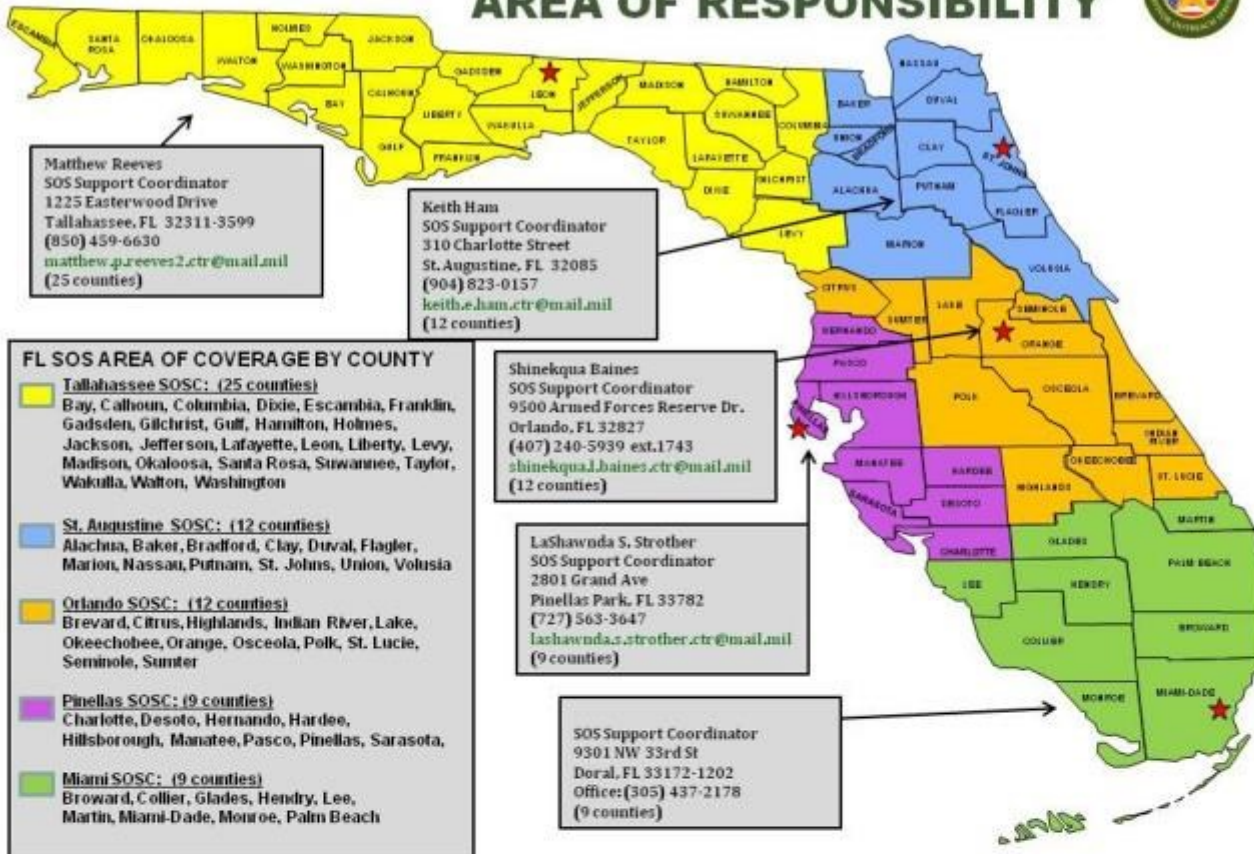 AREA OF RESPONSIBILITY
ESCAMBIA
SANTA
ROSA
OKALOOSA
WALTON
HOLMES
WASHINGTON
JACKSON
BAY
CALHOUN
GULF
GADSDEN
LIBERTY
FRANKLIN
LEON
WAKULLA
JEFFERSON
MADISON
TAYLOR
HAMILTON
SUWANNEE
LAFAYETTE
DIXIE
COLUMBIA
GILCHRIST
LEVY
NASSAU
BAKER
DUVAL
UNION
BRADFORD
CLAY
ST. JOHNS
ALACHUA
PUTNAM
FLAGLER
MARION
VOLUSIA
CITRUS
SUMTER
LAKE
SEMINOLE
ORANGE
HERNANDO
PASCO
HILLSBOROUGH
PINELLAS
POLK
OSCEOLA
BREVARD
INDIAN
RIVER
MANATEE
HARDEE
HIGHLANDS
OKEECHOBEE
ST. LUCIE
SARASOTA
DESOTO
CHARLOTTE
GLADES
MARTIN
LEE
HENDRY
PALM BEACH
COLLIER
BROWARD
MONROE
MIAMI-DADE
Matthew Reeves
SOS Support Coordinator
1225 Easterwood Drive
Tallahassee, FL 32311-3599
(850) 459-6630
matthew.p.reeves2.ctr@mail.mil
(25 counties)
Keith Ham
SOS Support Coordinator
310 Charlotte Street
St. Augustine, FL 32085
(904) 823-0157
keith.e.ham.ctr@mail.mil
(12 counties)
Shinekqua Baines
SOS Support Coordinator
9500 Armed Forces Reserve Dr.
Orlando, FL 32827
(407) 240-5939 ext.1743
shinekqua.l.baines.ctr@mail.mil
(12 counties)
LaShawnda S. Strother
SOS Support Coordinator
2801 Grand Ave
Pinellas Park, FL 33782
(727) 563-3647
lashawnda.s.strother.ctr@mail.mil
(9 counties)
SOS Support Coordinator
9301 NW 33rd St
Doral, FL 33172-1202
Office: (305) 437-2178
(9 counties)
FL SOS AREA OF COVERAGE BY COUNTY
Tallahassee SOSC: (25 counties)
Bay, Calhoun, Columbia, Dixie, Escambia, Franklin,
Gadsden, Gilchrist, Gulf, Hamilton, Holmes,
Jackson, Jefferson, Lafayette, Leon, Liberty, Levy,
Madison, Okaloosa, Santa Rosa, Suwannee, Taylor,
Wakulla, Walton, Washington
St. Augustine SOSC: (12 counties)
Alachua, Baker, Bradford, Clay, Duval, Flagler,
Marion, Nassau, Putnam, St. Johns, Union, Volusia
Orlando SOSC: (12 counties)
Brevard, Citrus, Highlands, Indian River, Lake,
Okeechobee, Orange, Osceola, Polk, St. Lucie,
Seminole, Sumter
Pinellas SOSC: (9 counties)
Charlotte, Desoto, Hernando, Hardee,
Hillsborough, Manatee, Pasco, Pinellas, Sarasota,
Miami SOSC: (9 counties)
Broward, Collier, Glades, Hendry, Lee,
Martin, Miami-Dade, Monroe, Palm Beach